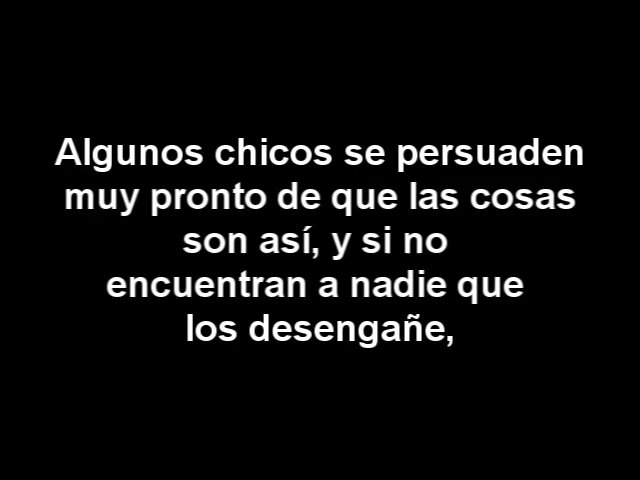 Algunos chicos se persuaden
muy pronto de que las cosas
son así, y si no
encuentran a nadie que
los desengañe,